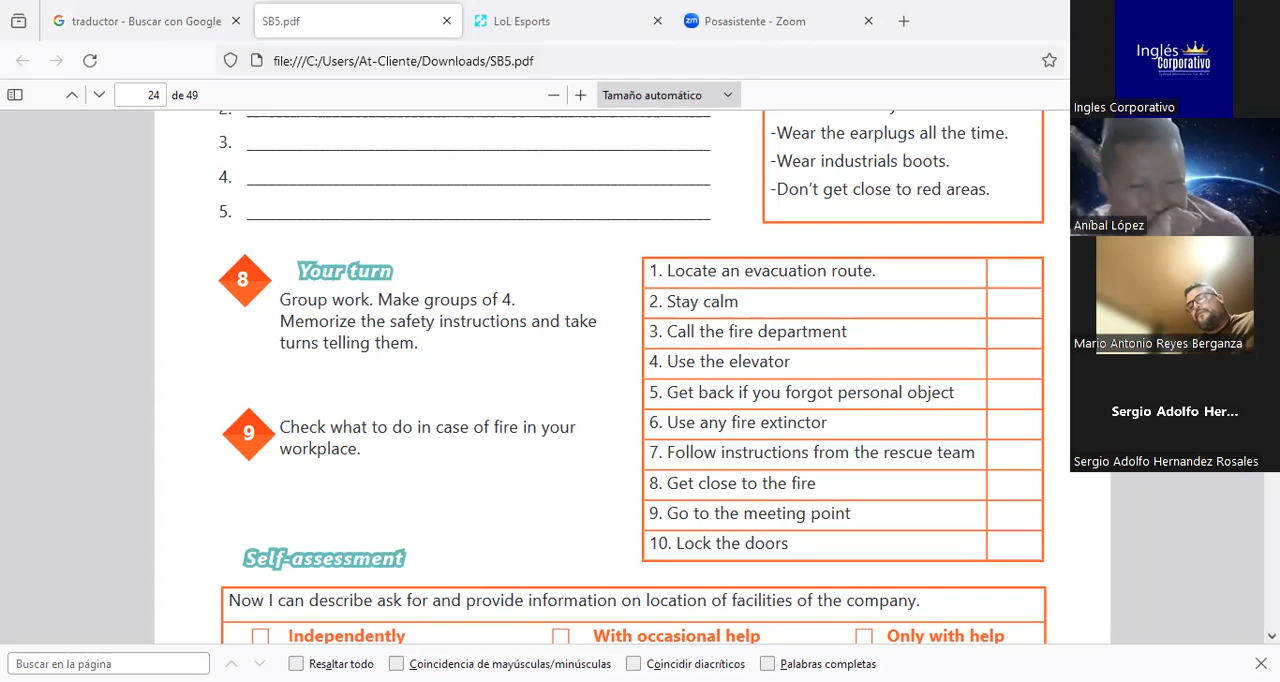 traductor - Buscar con Google
SB5.pdf
LoL Esports
Posasistente - Zoom
file:///C:/Users/At-Cliente/Downloads/SB5.pdf
24
de 49
Tamaño automático
2.
3.
4.
5.
-Wear the earplugs all the time.
-Wear industrials boots.
-Don't get close to red areas.
8
Your turn
Group work. Make groups of 4.
Memorize the safety instructions and take
turns telling them.
9
Check what to do in case of fire in your
workplace.
1. Locate an evacuation route.
2. Stay calm
3. Call the fire department
4. Use the elevator
5. Get back if you forgot personal object
6. Use any fire extinctor
7. Follow instructions from the rescue team
8. Get close to the fire
9. Go to the meeting point
10. Lock the doors
Self-assessment
Now I can describe ask for and provide information on location of facilities of the company.
Independently
With occasional help
Only with help
Buscar en la página
Resaltar todo
Coincidencia de mayúsculas/minúsculas
Coincidir diacríticos
Palabras completas
Inglés
Corporativo
Ingles Corporativo
Aníbal López
Mario Antonio Reyes Berganza
Sergio Adolfo Her...
Sergio Adolfo Hernandez Rosales